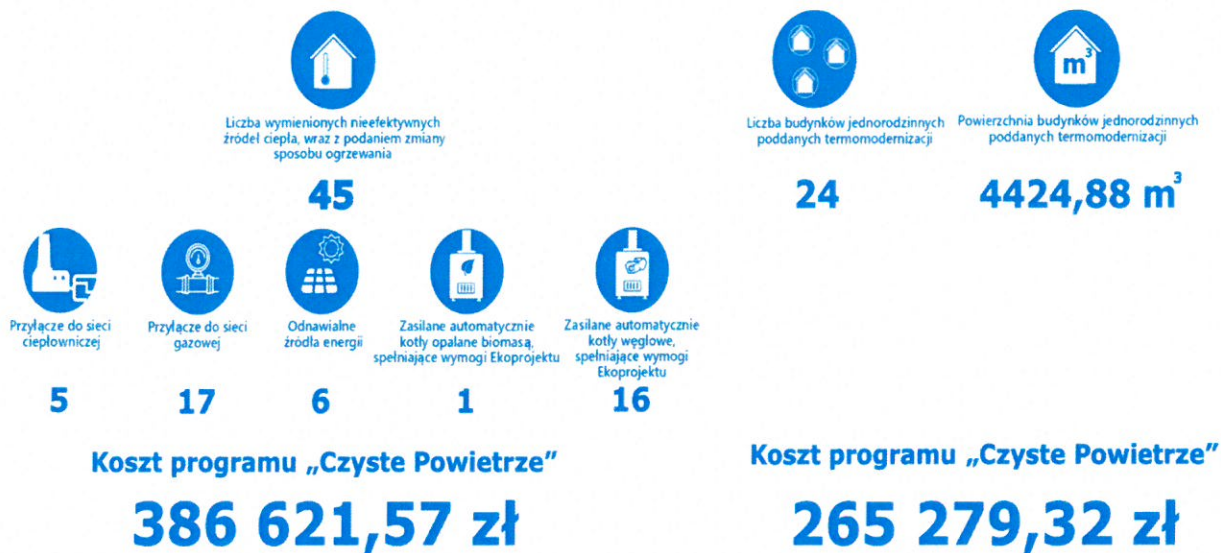 Liczba wymienionych nieefektywnych
źródeł ciepła, wraz z podaniem zmiany
sposobu ogrzewania
45
Przyłącze do sieci
ciepłowniczej
5
Przyłącze do sieci
gazowej
17
Odnawialne
źródła energii
6
Zasilane automatycznie
kotły opalane biomasą,
spełniające wymogi Ekoprojektu
1
Zasilane automatycznie
kotły węglowe,
spełniające wymogi
Ekoprojektu
16
Koszt programu „Czyste Powietrze”
386 621,57 zł
Liczba budynków jednorodzinnych
poddanych termomodernizacji
24
m³
Powierzchnia budynków jednorodzinnych
poddanych termomodernizacji
4424,88 m³
Koszt programu „Czyste Powietrze”
265 279,32 zł